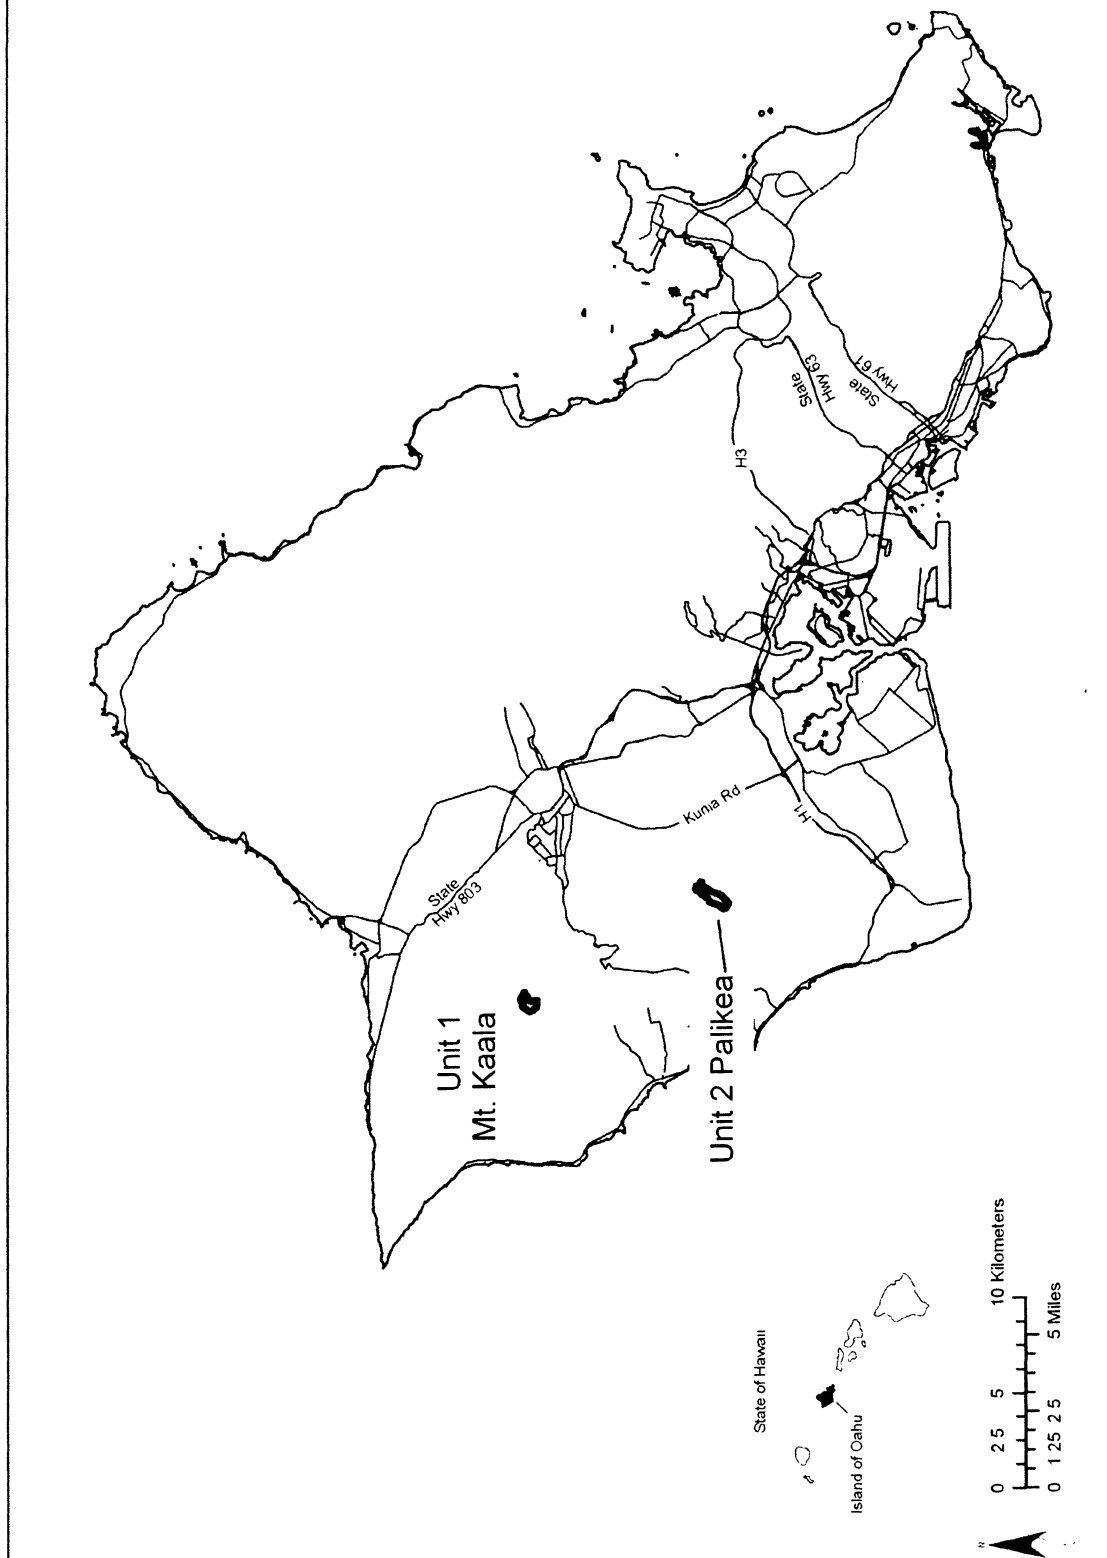 Unit 1
Mt. Kaala
Unit 2 Palikea
State
Hwy 803
Kunia Rd
H1
H3
State
Hwy 63
State
Hwy 61
State of Hawaii
Island of Oahu
N
0 2 5 5 10 Kilometers
0 1 25 2 5 5 Miles